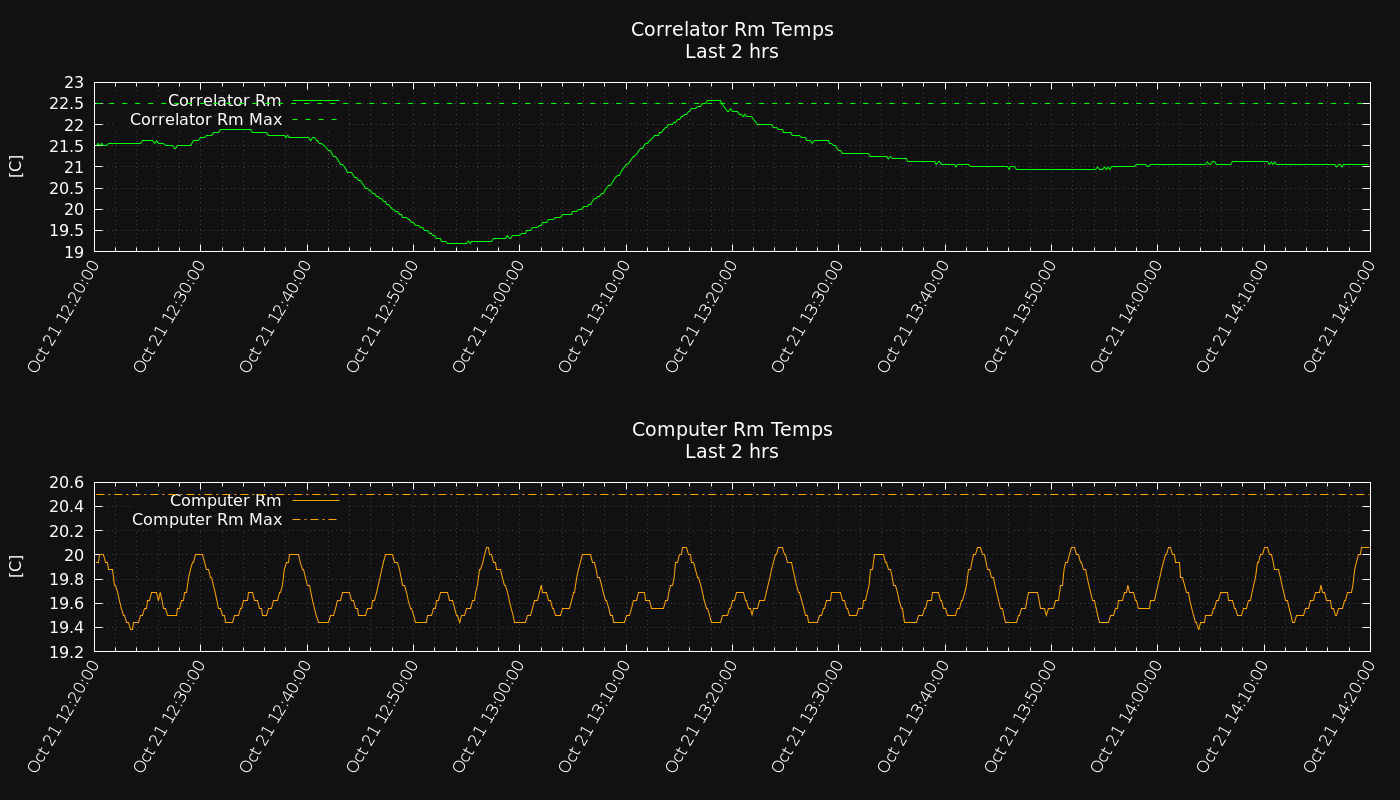 Correlator Rm Temps
Last 2 hrs
[C]
23
22.5
22
21.5
21
20.5
20
19.5
19
Correlator Rm
Correlator Rm Max
Oct 21 12:20:00
Oct 21 12:30:00
Oct 21 12:40:00
Oct 21 12:50:00
Oct 21 13:00:00
Oct 21 13:10:00
Oct 21 13:20:00
Oct 21 13:30:00
Oct 21 13:40:00
Oct 21 13:50:00
Oct 21 14:00:00
Oct 21 14:10:00
Oct 21 14:20:00
Computer Rm Temps
Last 2 hrs
[C]
20.6
20.4
20.2
20
19.8
19.6
19.4
19.2
Computer Rm
Computer Rm Max
Oct 21 12:20:00
Oct 21 12:30:00
Oct 21 12:40:00
Oct 21 12:50:00
Oct 21 13:00:00
Oct 21 13:10:00
Oct 21 13:20:00
Oct 21 13:30:00
Oct 21 13:40:00
Oct 21 13:50:00
Oct 21 14:00:00
Oct 21 14:10:00
Oct 21 14:20:00